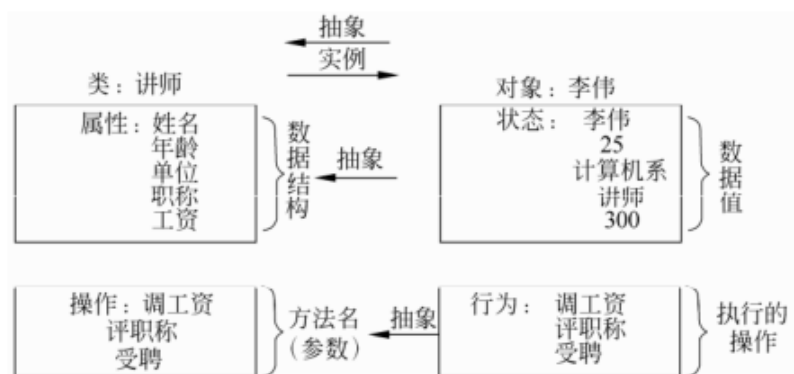 抽象
实例
类：讲师
对象：李伟
属性：姓名
年龄
单位
职称
工资
数据结构
抽象
状态：李伟
25
计算机系
讲师
300
数据值
操作：调工资
评职称
受聘
方法名
（参数）
抽象
行为：调工资
评职称
受聘
执行的
操作